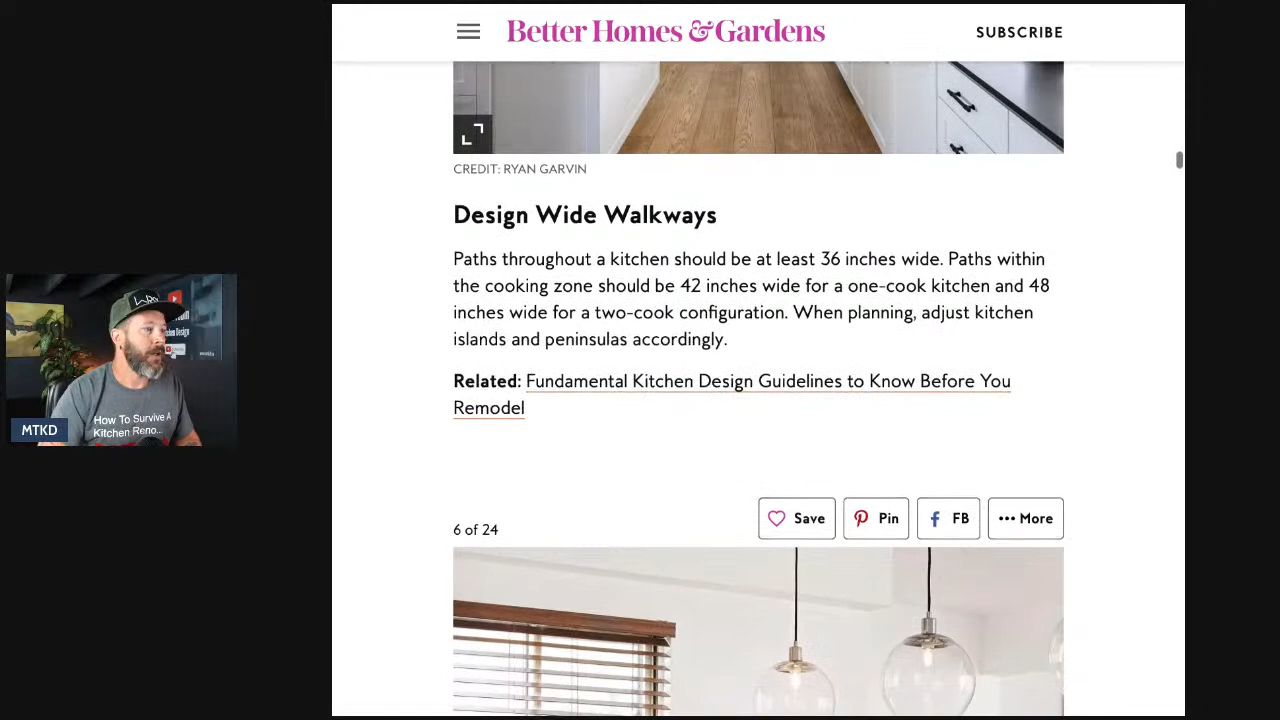 Better Homes & Gardens
SUBSCRIBE
CREDIT: RYAN GARVIN
Design Wide Walkways
Paths throughout a kitchen should be at least 36 inches wide. Paths within
the cooking zone should be 42 inches wide for a one-cook kitchen and 48
inches wide for a two-cook configuration. When planning, adjust kitchen
islands and peninsulas accordingly.
Related: Fundamental Kitchen Design Guidelines to Know Before You
Remodel
6 of 24
Save
Pin
FB
••• More
How To Survive A
Kitchen Reno...
MTKD